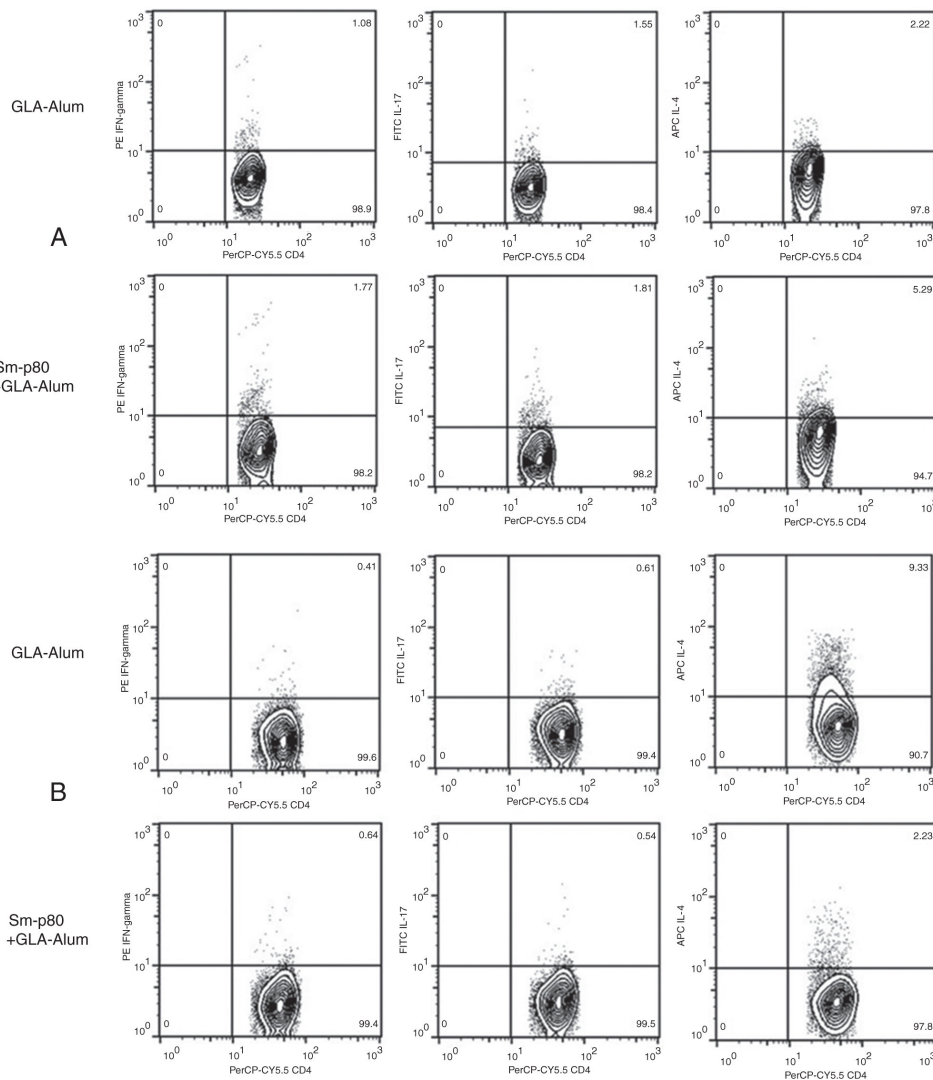 GLA-Alum
A
PE IFN-gamma
10³
10²
10¹
10⁰
0
1.08
0
98.9
10⁰ 10¹ 10² 10³
PerCP-CY5.5 CD4
FITC IL-17
10³
10²
10¹
10⁰
0
1.55
0
98.4
10⁰ 10¹ 10² 10³
PerCP-CY5.5 CD4
APC IL-4
10³
10²
10¹
10⁰
0
2.22
0
97.8
10⁰ 10¹ 10² 10³
PerCP-CY5.5 CD4
Sm-p80
+GLA-Alum
PE IFN-gamma
10³
10²
10¹
10⁰
0
1.77
0
98.2
10⁰ 10¹ 10² 10³
PerCP-CY5.5 CD4
FITC IL-17
10³
10²
10¹
10⁰
0
1.81
0
98.2
10⁰ 10¹ 10² 10³
PerCP-CY5.5 CD4
APC IL-4
10³
10²
10¹
10⁰
0
5.29
0
94.7
10⁰ 10¹ 10² 10³
PerCP-CY5.5 CD4
GLA-Alum
B
PE IFN-gamma
10³
10²
10¹
10⁰
0
0.41
0
99.6
10⁰ 10¹ 10² 10³
PerCP-CY5.5 CD4
FITC IL-17
10³
10²
10¹
10⁰
0
0.61
0
99.4
10⁰ 10¹ 10² 10³
PerCP-CY5.5 CD4
APC IL-4
10³
10²
10¹
10⁰
0
9.33
0
90.7
10⁰ 10¹ 10² 10³
PerCP-CY5.5 CD4
Sm-p80
+GLA-Alum
PE IFN-gamma
10³
10²
10¹
10⁰
0
0.64
0
99.4
10⁰ 10¹ 10² 10³
PerCP-CY5.5 CD4
FITC IL-17
10³
10²
10¹
10⁰
0
0.54
0
99.5
10⁰ 10¹ 10² 10³
PerCP-CY5.5 CD4
APC IL-4
10³
10²
10¹
10⁰
0
2.23
0
97.8
10⁰ 10¹ 10² 10³
PerCP-CY5.5 CD4